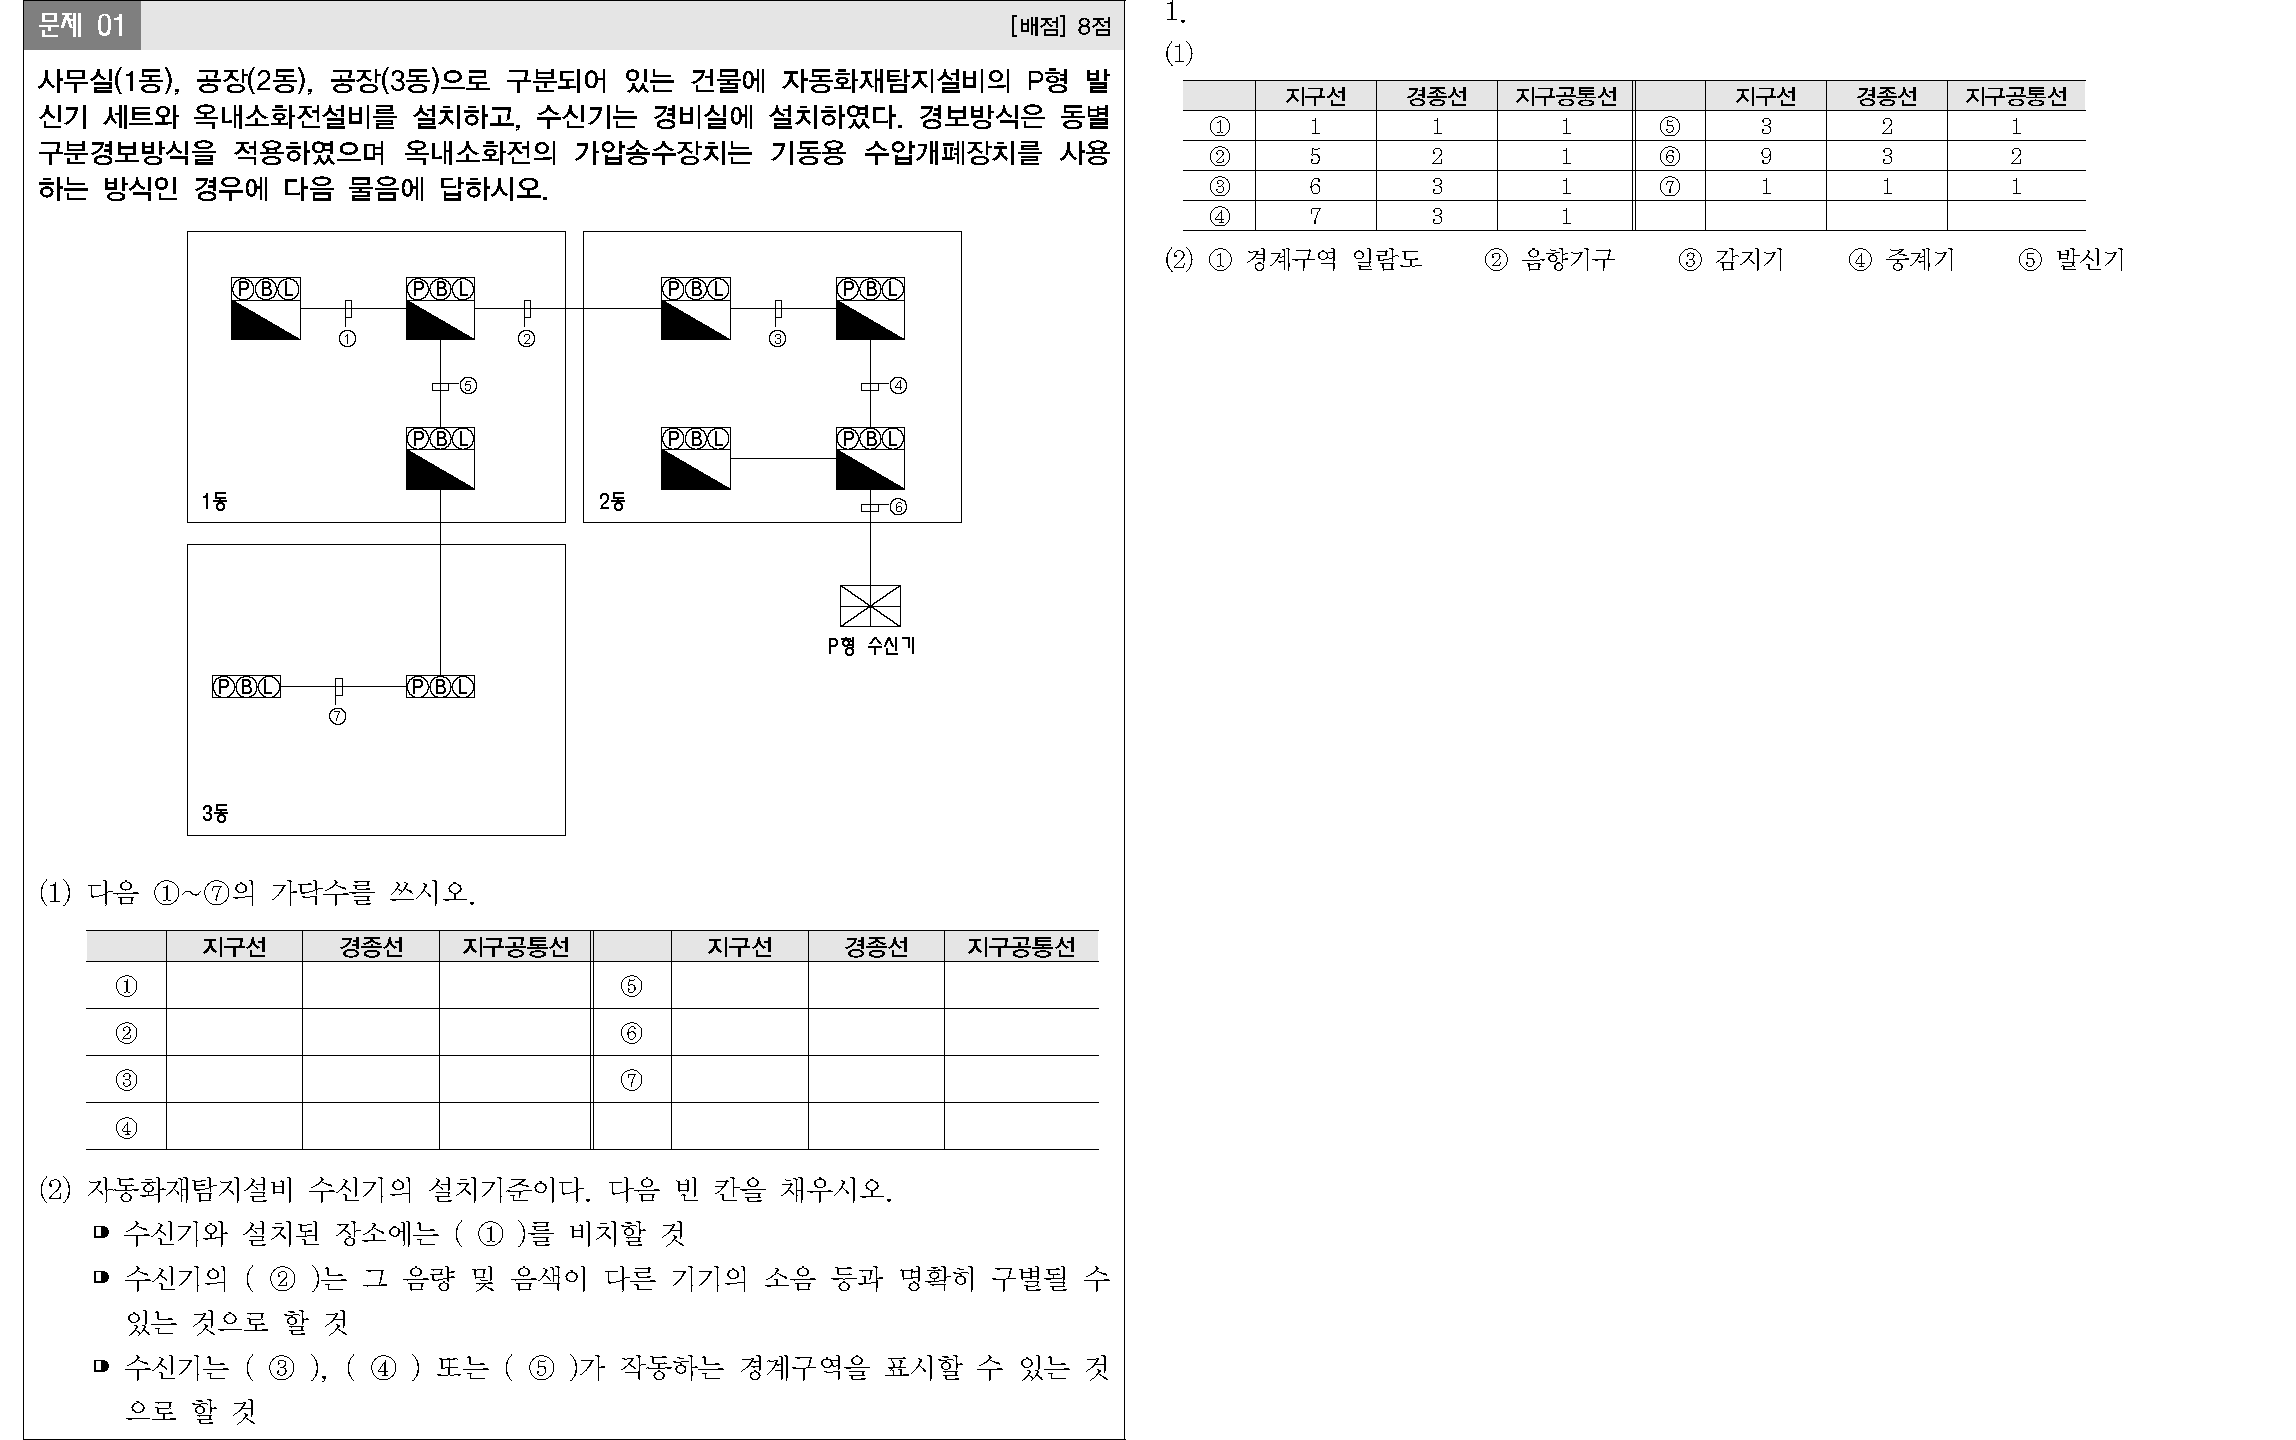 문제 01
[배점] 8점
사무실(1동), 공장(2동), 공장(3동)으로 구분되어 있는 건물에 자동화재탐지설비의 P형 발
신기 세트와 옥내소화전설비를 설치하고, 수신기는 경비실에 설치하였다. 경보방식은 동별
구분경보방식을 적용하였으며 옥내소화전의 가압송수장치는 기동용 수압개폐장치를 사용
하는 방식인 경우에 다음 물음에 답하시오.
ⓅⒷⓁ ⓅⒷⓁ ⓅⒷⓁ ⓅⒷⓁ
① ② ③
⑤ ④
ⓅⒷⓁ ⓅⒷⓁ ⓅⒷⓁ
1동 2동 ⑥
P형 수신기
ⓅⒷⓁ ⓅⒷⓁ
⑦
3동
(1) 다음 ①~⑦의 가닥수를 쓰시오.
지구선 경종선 지구공통선 지구선 경종선 지구공통선
① ⑤
② ⑥
③ ⑦
④
(2) 자동화재탐지설비 수신기의 설치기준이다. 다음 빈 칸을 채우시오.
수신기와 설치된 장소에는 ( ① )를 비치할 것
수신기의 ( ② )는 그 음량 및 음색이 다른 기기의 소음 등과 명확히 구별될 수
있는 것으로 할 것
수신기는 ( ③ ), ( ④ ) 또는 ( ⑤ )가 작동하는 경계구역을 표시할 수 있는 것
으로 할 것
1.
(1)
지구선 경종선 지구공통선 지구선 경종선 지구공통선
① 1 1 1 ⑤ 3 2 1
② 5 2 1 ⑥ 9 3 2
③ 6 3 1 ⑦ 1 1 1
④ 7 3 1
(2) ① 경계구역 일람도 ② 음향기구 ③ 감지기 ④ 중계기 ⑤ 발신기